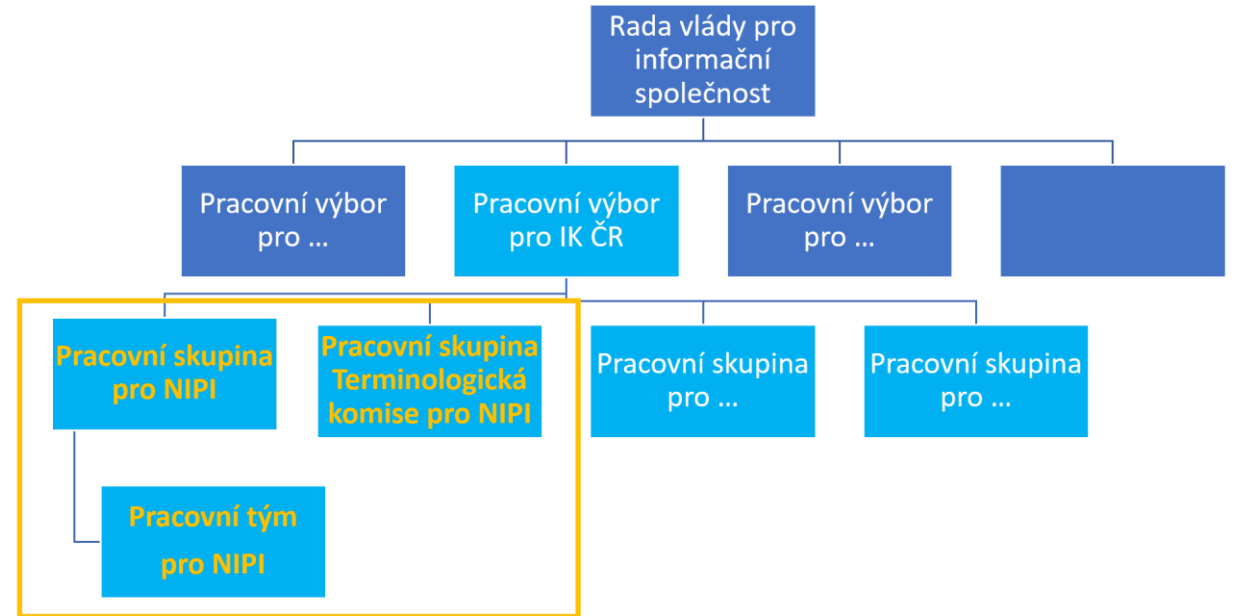 Rada vlády pro
informační
společnost
Pracovní výbor
pro ...
Pracovní výbor
pro IK ČR
Pracovní výbor
pro ...
Pracovní skupina
pro NIPI
Pracovní skupina
Terminologická
komise pro NIPI
Pracovní skupina
pro ...
Pracovní skupina
pro ...
Pracovní tým
pro NIPI